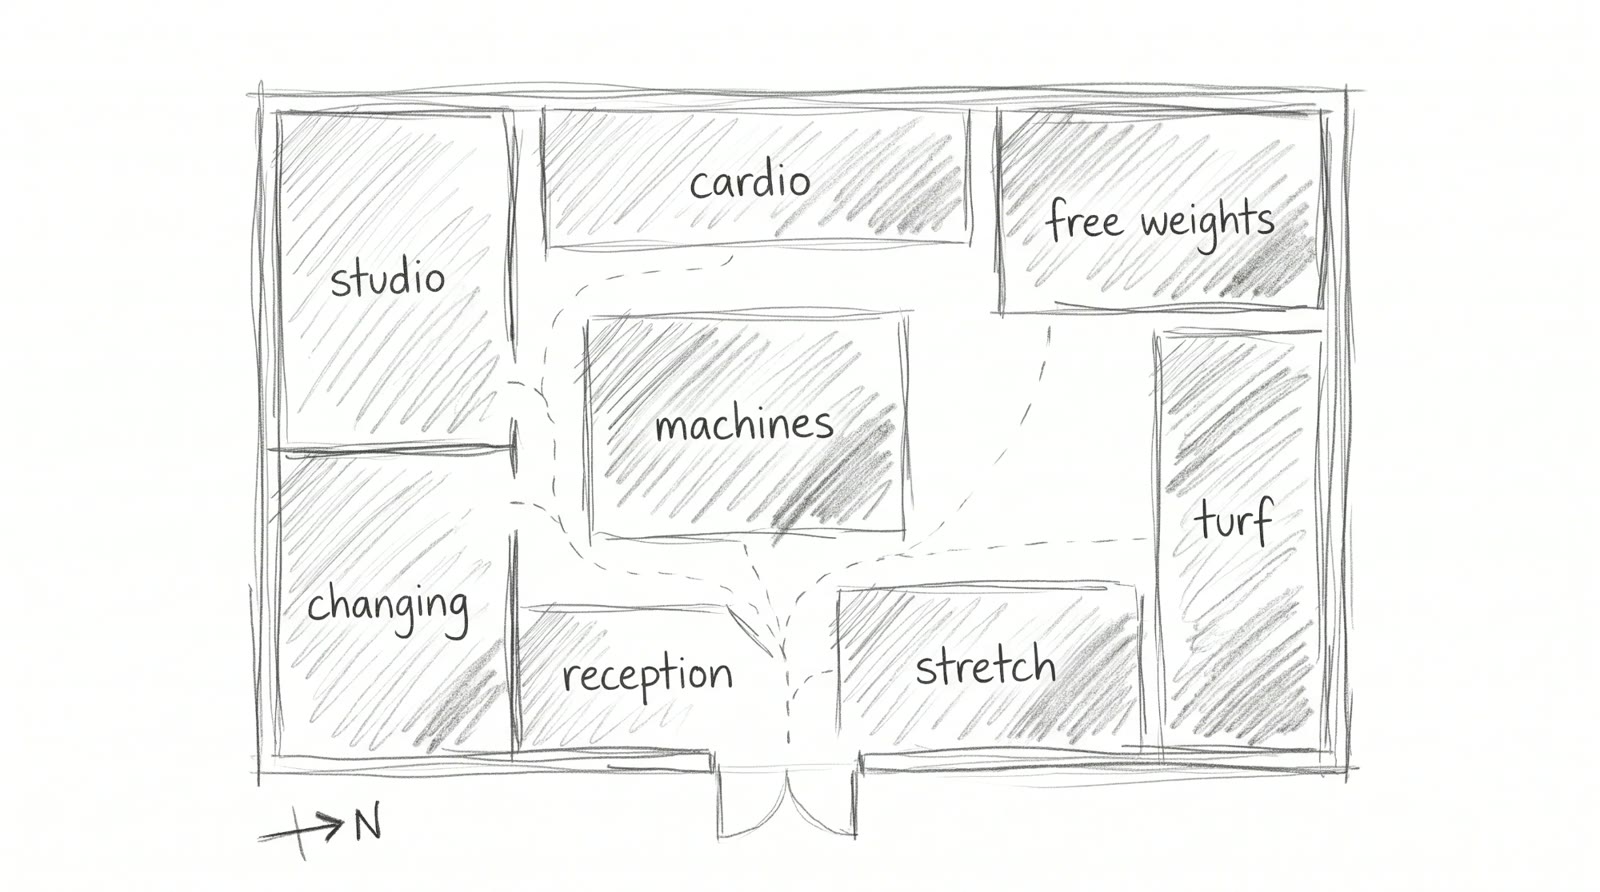 cardio
free weights
studio
machines
turf
changing
reception
stretch
N